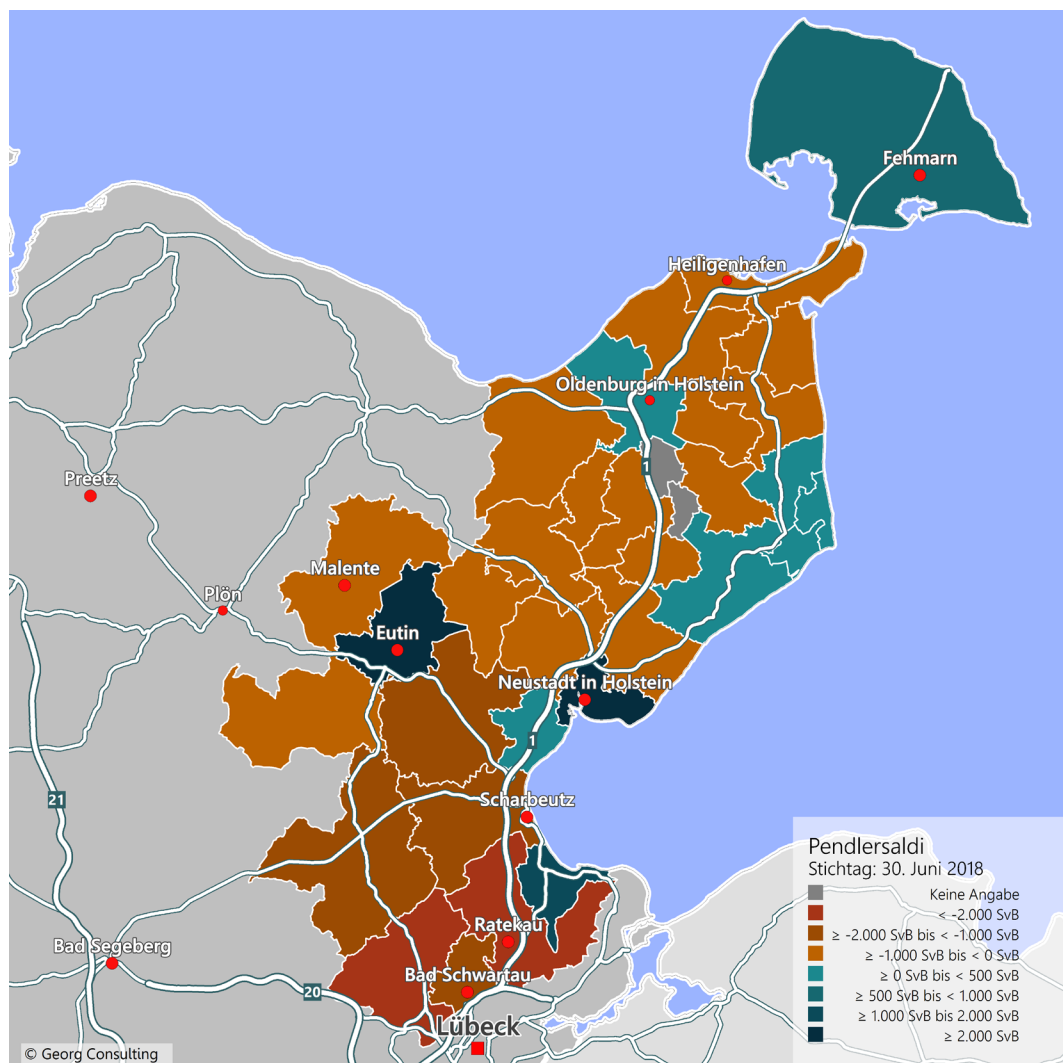 Fehmarn
Heiligenhafen
Oldenburg in Holstein
1
Preetz
Malente
Plön
Eutin
Neustadt in Holstein
1
21
Scharbeutz
Pendlersaldi
Stichtag: 30. Juni 2018
Keine Angabe
< -2.000 SvB
≥ -2.000 SvB bis < -1.000 SvB
≥ -1.000 SvB bis < 0 SvB
≥ 0 SvB bis < 500 SvB
≥ 500 SvB bis < 1.000 SvB
≥ 1.000 SvB bis 2.000 SvB
≥ 2.000 SvB
Ratekau
Bad Segeberg
Bad Schwartau
20
Lübeck
© Georg Consulting